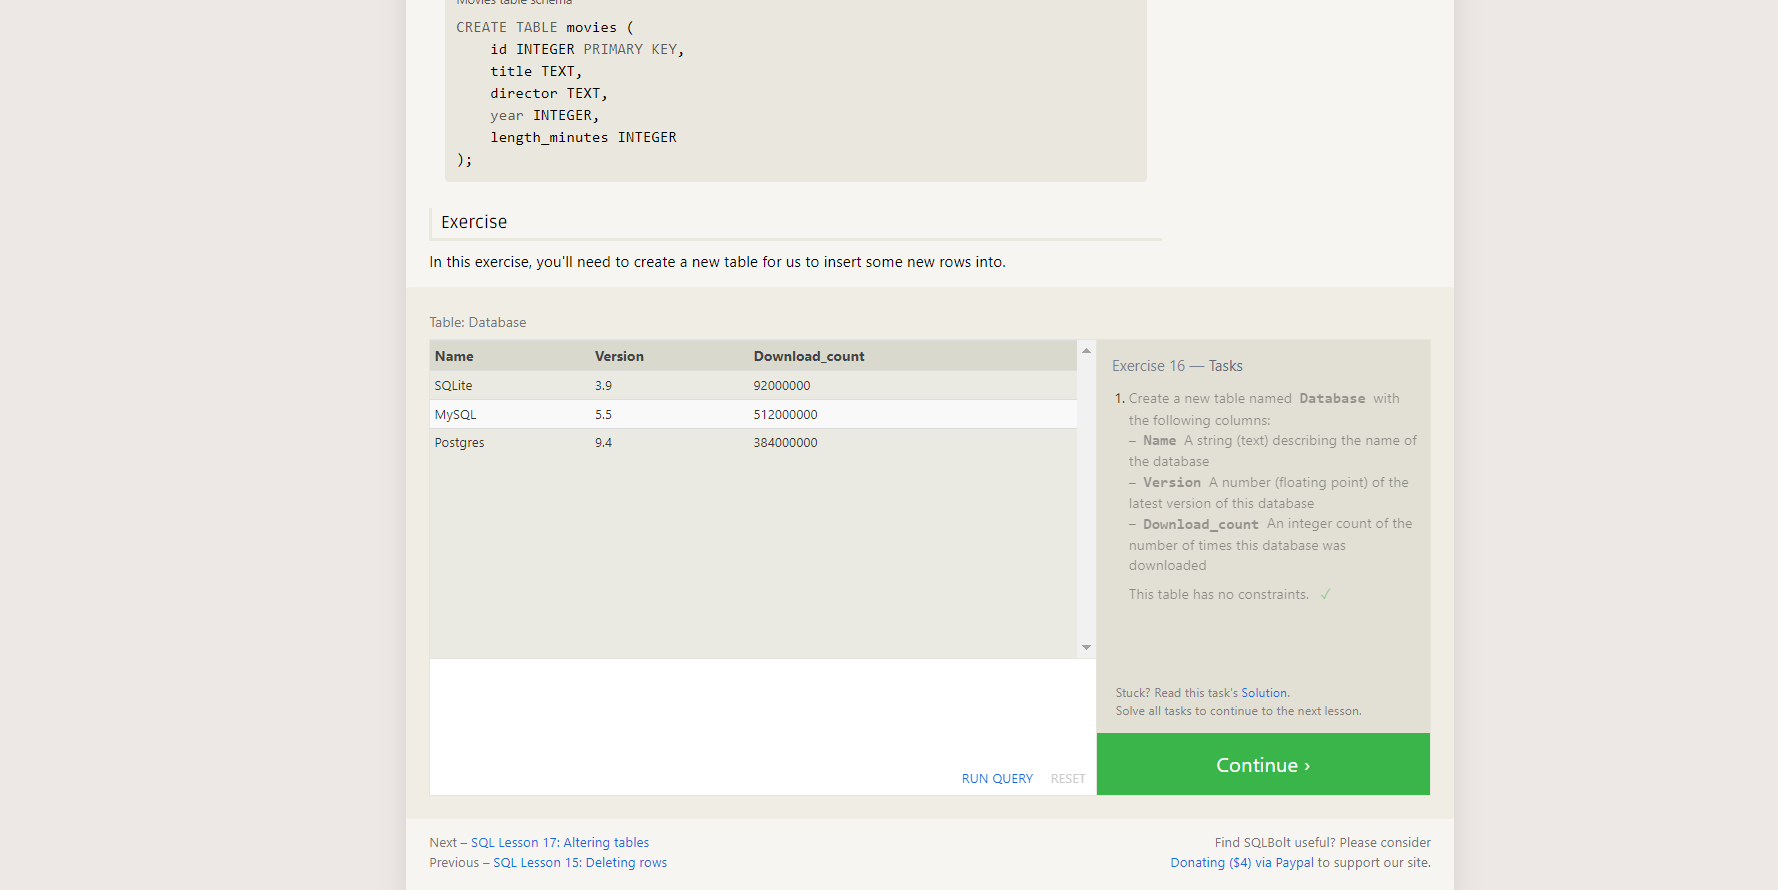 Movies table schema
CREATE TABLE movies (
    id INTEGER PRIMARY KEY,
    title TEXT,
    director TEXT,
    year INTEGER,
    length_minutes INTEGER
);
Exercise
In this exercise, you'll need to create a new table for us to insert some new rows into.
Table: Database
Name Version Download_count
SQLite 3.9 92000000
MySQL 5.5 512000000
Postgres 9.4 384000000
RUN QUERY RESET
Exercise 16 — Tasks
1. Create a new table named Database with
the following columns:
– Name A string (text) describing the name of
the database
– Version A number (floating point) of the
latest version of this database
– Download_count An integer count of the
number of times this database was
downloaded
This table has no constraints. ✓
Stuck? Read this task's Solution.
Solve all tasks to continue to the next lesson.
Continue ›
Next – SQL Lesson 17: Altering tables
Previous – SQL Lesson 15: Deleting rows
Find SQLBolt useful? Please consider
Donating ($4) via Paypal to support our site.